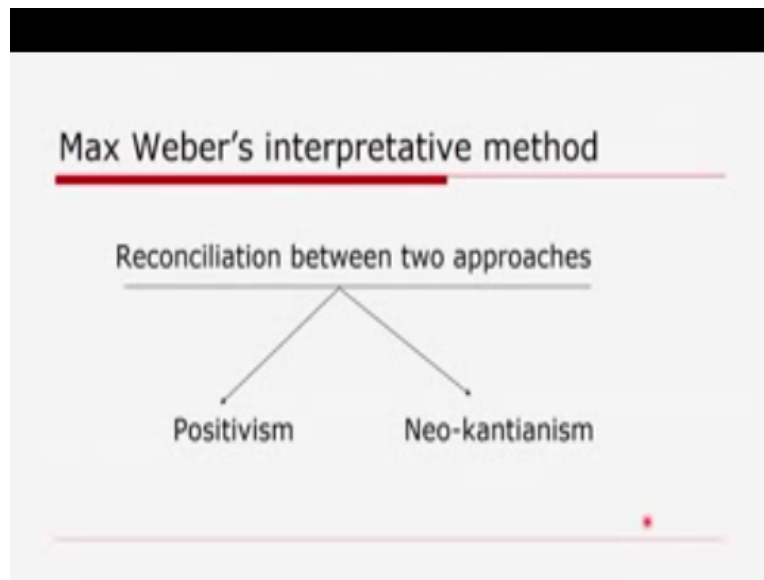 Max Weber's interpretative method
Reconciliation between two approaches
Positivism
Neo-kantianism